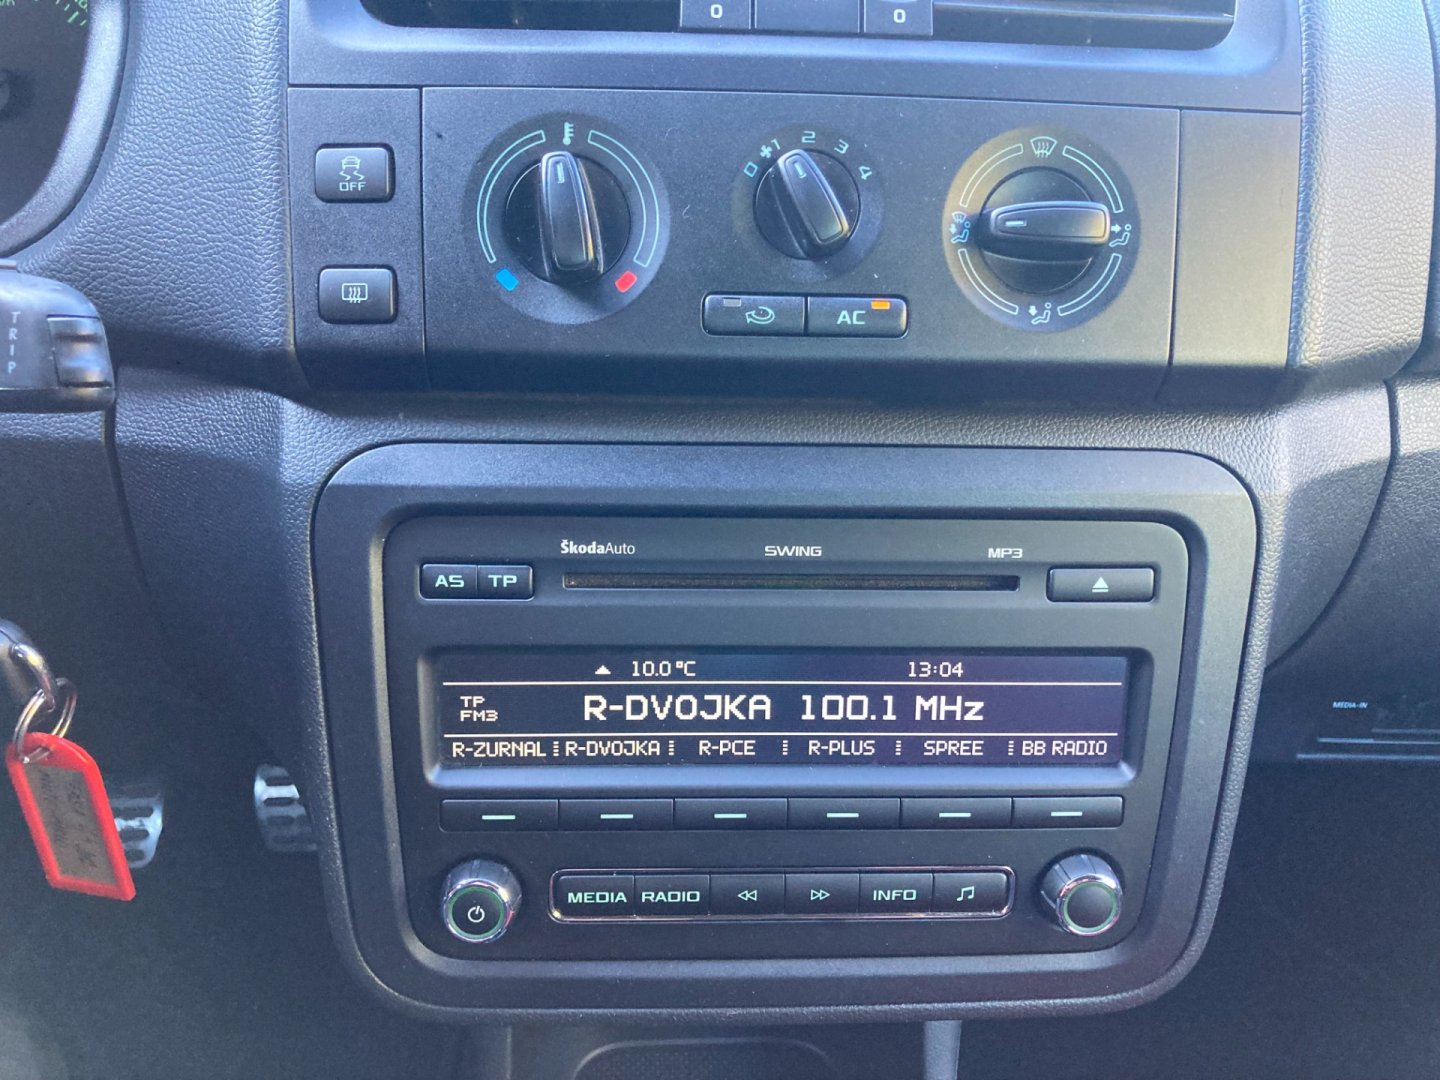 0 0
OFF
0 1 2 3 4
AC
TRIP
ŠkodaAuto SWING MP3
AS TP
10.0°C 13:04
TP
FM3
R-DVOJKA 100.1 MHz
R-ZURNAL R-DVOJKA R-PCE R-PLUS SPREE BB RADIO
MEDIA-IN
MEDIA RADIO INFO